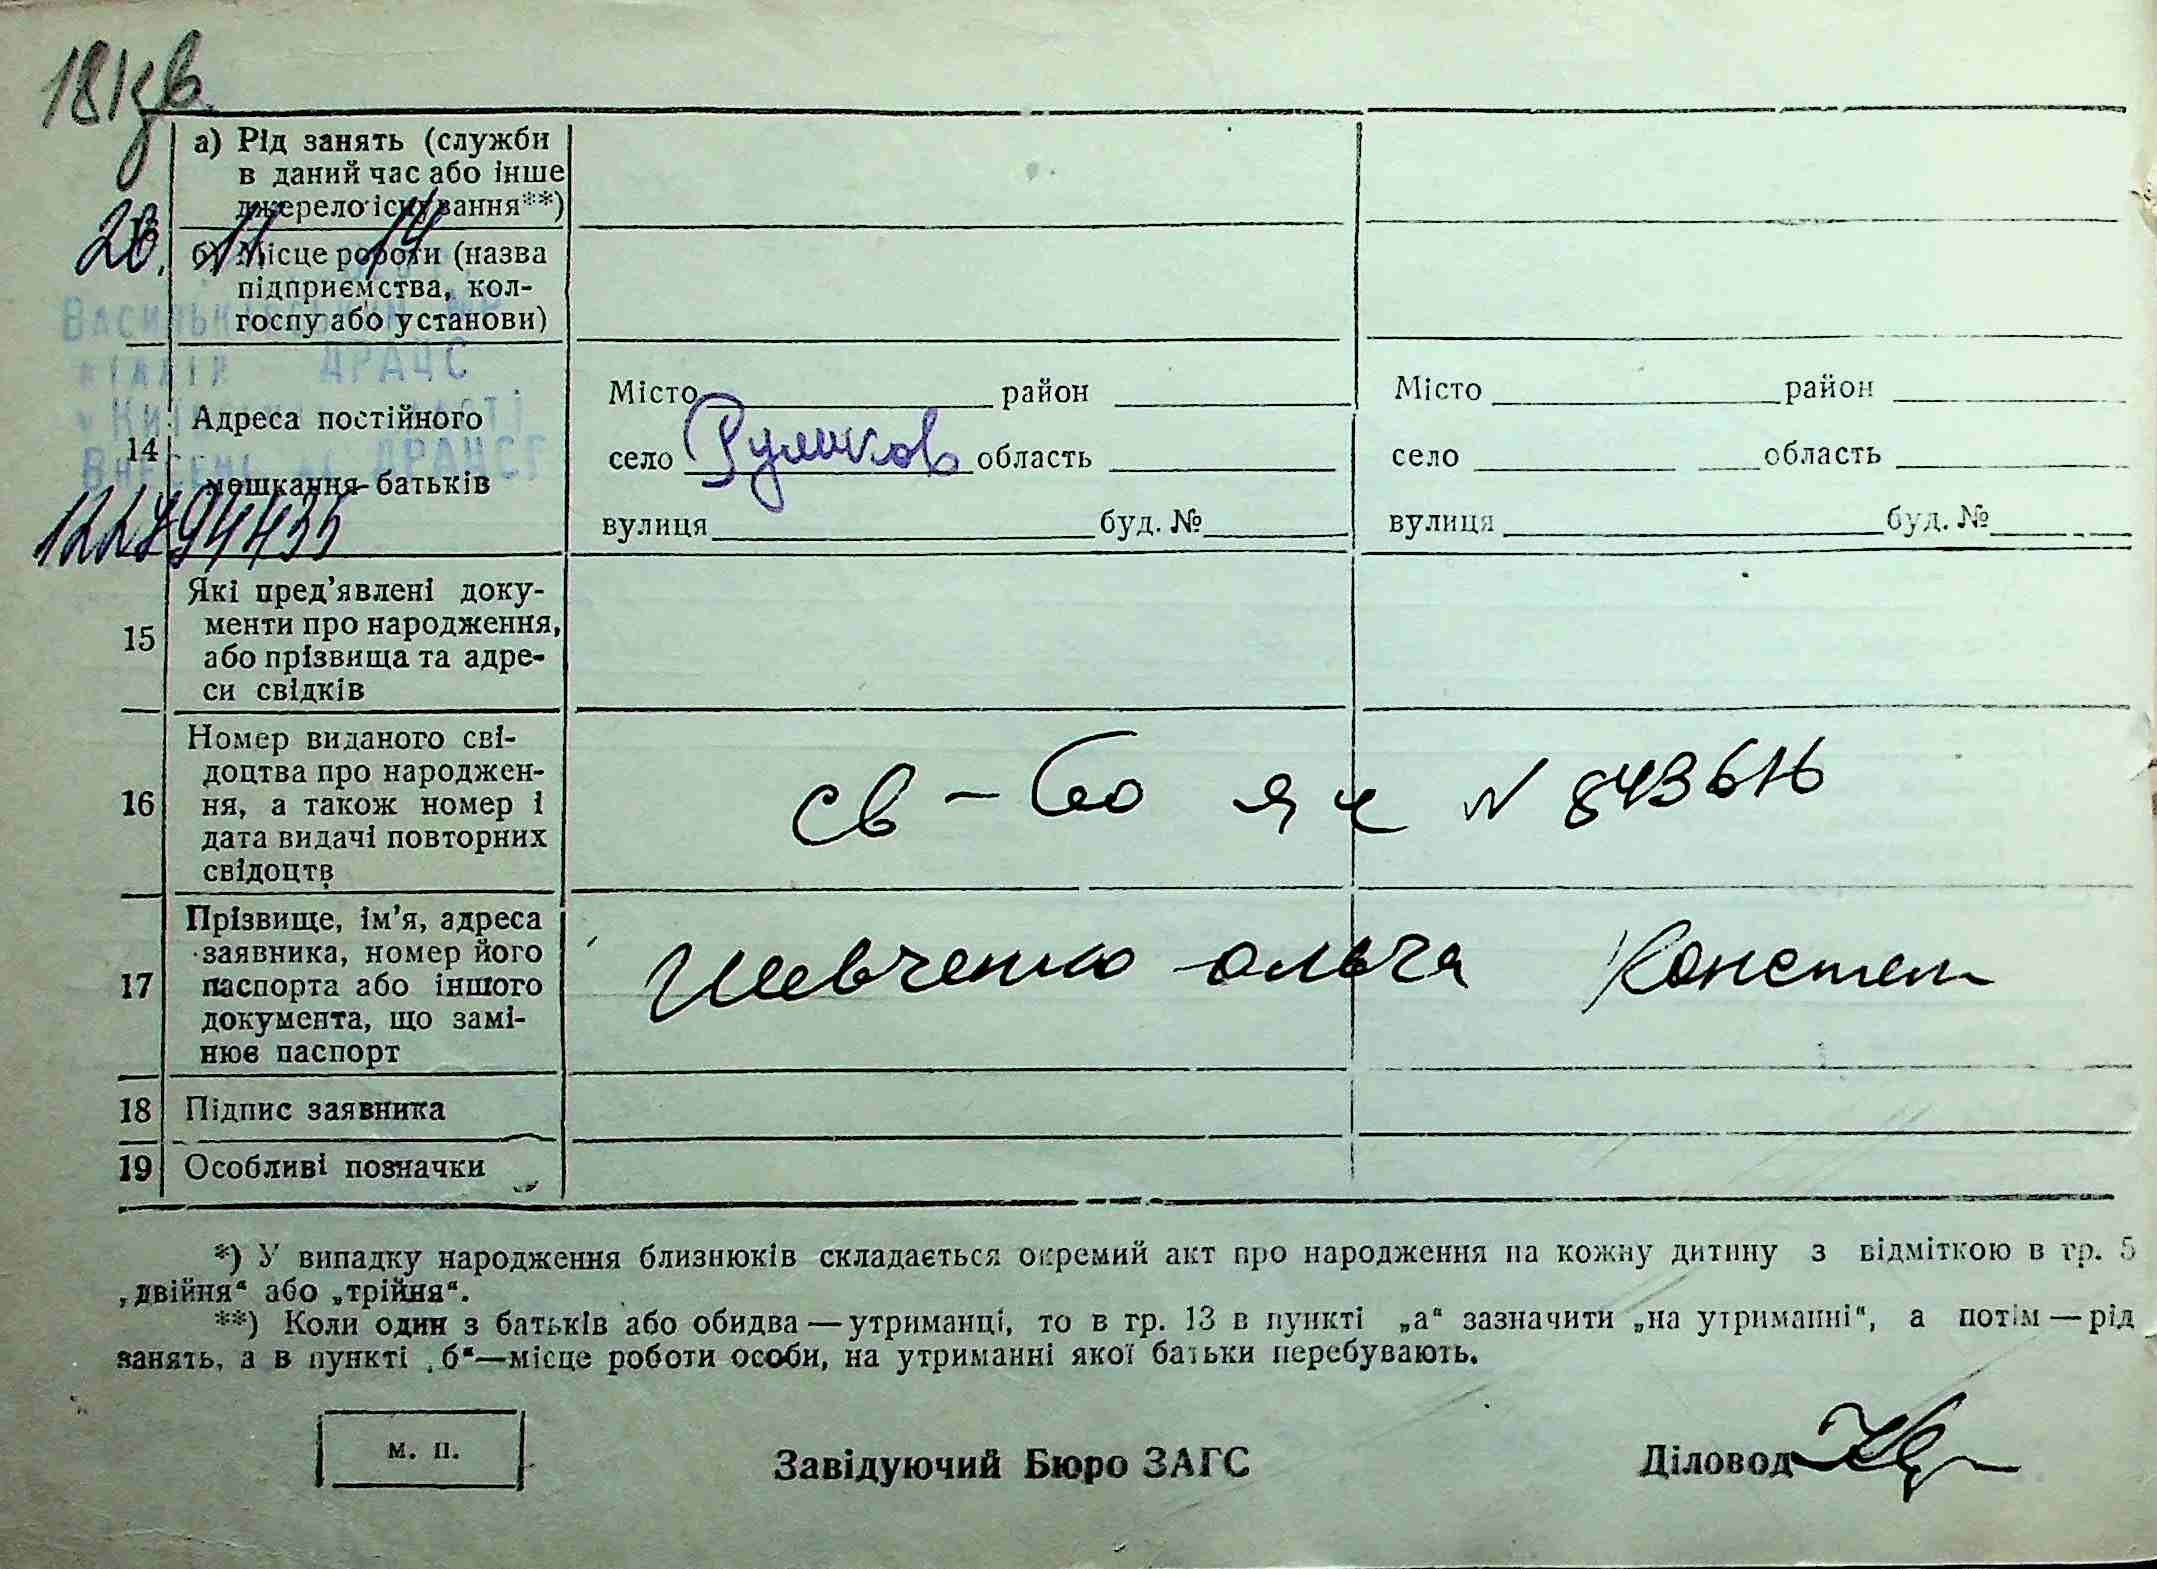 18
а) Рід занять (служби
в даний час або інше
джерело існування**)
20. 11 14
б) Місце роботи (назва
підприємства, кол-
госпу або установи)
ДРАЦС
14 Адреса постійного
мешкання батьків
Місто район
село Руликов область
вулиця буд. №
Місто район
село область
вулиця буд. №
122794435
15 Які пред'явлені доку-
менти про народження,
або прізвища та адре-
си свідків
16 Номер виданого сві-
доцтва про народжен-
ня, а також номер і
дата видачі повторних
свідоцтв
св-во яч N 843616
17 Прізвище, ім'я, адреса
заявника, номер його
паспорта або іншого
документа, що замі-
нює паспорт
Шевченко Ольга
18 Підпис заявника
19 Особливі позначки
*) У випадку народження близнюків складається окремий акт про народження на кожну дитину з відміткою в гр. 5
„двійня“ або „трійня“.
**) Коли один з батьків або обидва — утриманці, то в гр. 13 в пункті „а“ зазначити „на утриманні“, а потім — рід
занять, а в пункті „б“ — місце роботи особи, на утриманні якої батьки перебувають.
м. п.
Завідуючий Бюро ЗАГС
Діловод